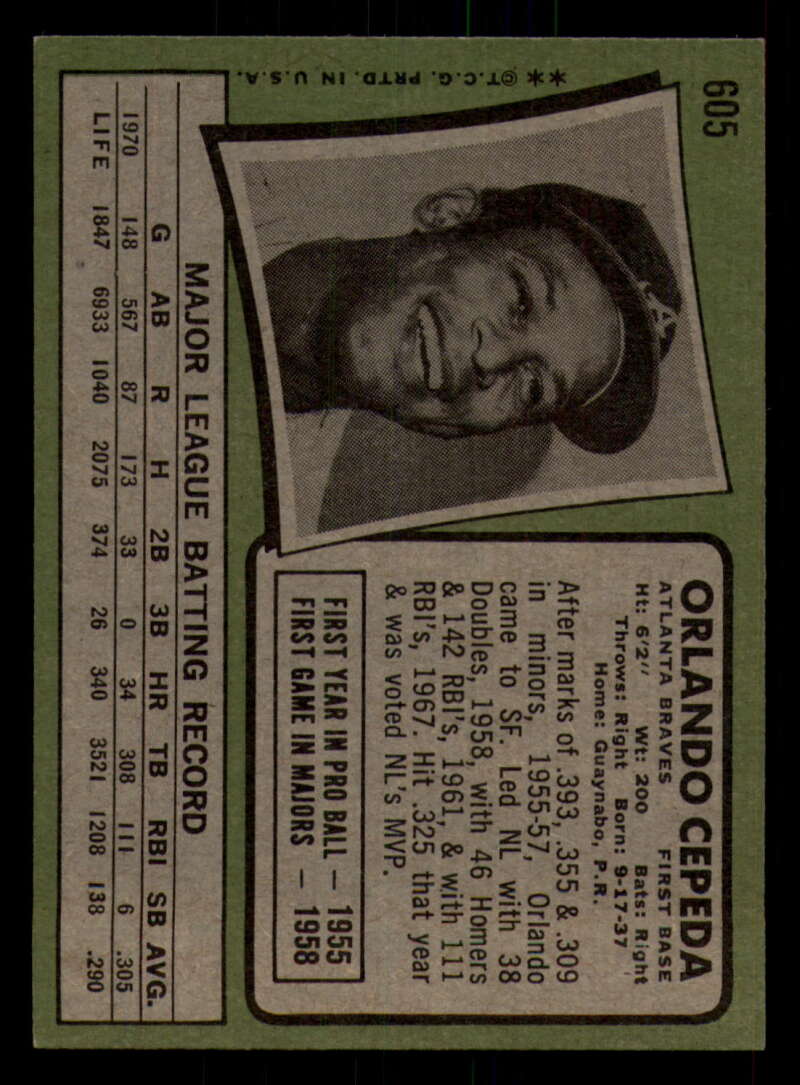 605
ORLANDO CEPEDA
ATLANTA BRAVES FIRST BASE
Ht: 6'2" Wt: 200 Bats: Right
Throws: Right Born: 9-17-37
Home: Guaynabo, P.R.
After marks of .393, .355 & .309
in minors, 1955-57, Orlando
came to SF. Led NL with 38
Doubles, 1958, with 46 Homers
& 142 RBI's, 1961, & with 111
RBI's, 1967. Hit .325 that year
& was voted NL's MVP.
FIRST YEAR IN PRO BALL — 1955
FIRST GAME IN MAJORS — 1958
A
**©T.C.G. PRTD. IN U.S.A.
MAJOR LEAGUE BATTING RECORD
G AB R H 2B 3B HR TB RBI SB AVG.
1970 148 567 87 173 33 0 34 308 111 6 .305
LIFE 1847 6933 1040 2075 374 26 340 3521 1208 138 .290